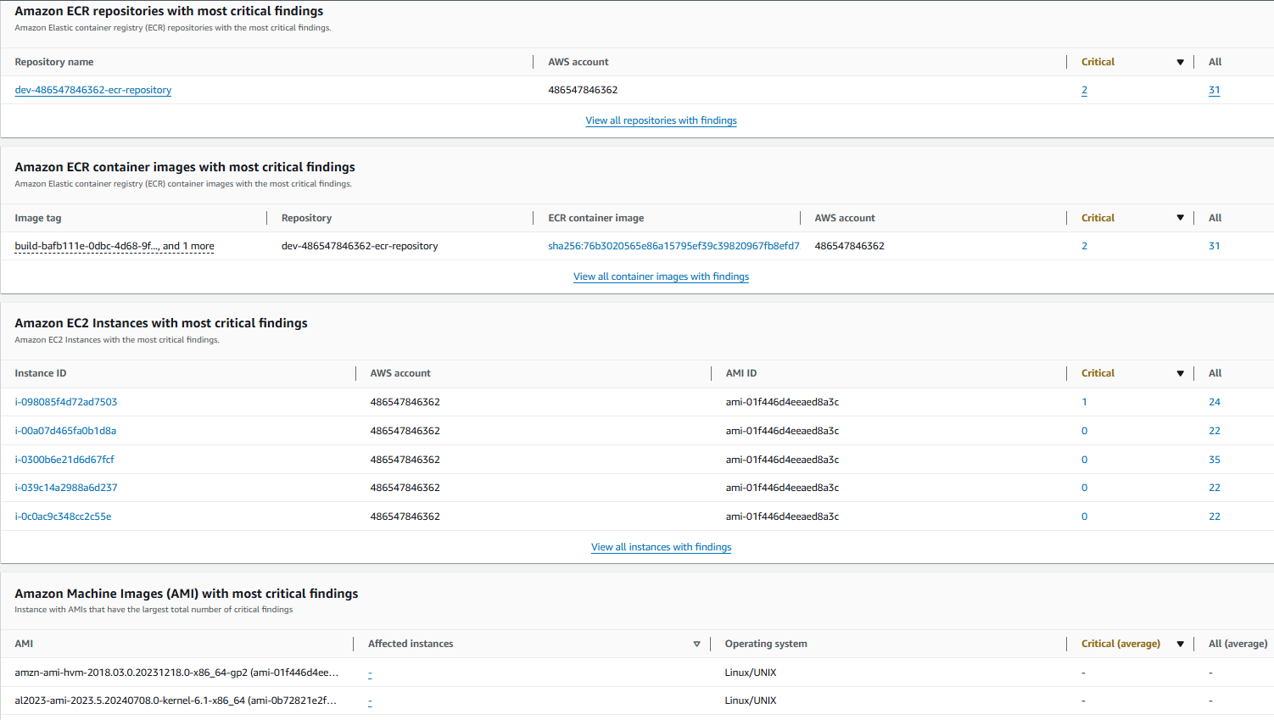 Amazon ECR repositories with most critical findings
Amazon Elastic container registry (ECR) repositories with the most critical findings.
Repository name AWS account Critical All
dev-486547846362-ecr-repository 486547846362 2 31
View all repositories with findings
Amazon ECR container images with most critical findings
Amazon Elastic container registry (ECR) container images with the most critical findings.
Image tag Repository ECR container image AWS account Critical All
build-bafb111e-0dbc-4d68-9f..., and 1 more dev-486547846362-ecr-repository sha256:76b3020565e86a15795ef39c39820967fb8efd7 486547846362 2 31
View all container images with findings
Amazon EC2 Instances with most critical findings
Amazon EC2 Instances with the most critical findings.
Instance ID AWS account AMI ID Critical All
i-098085f4d72ad7503 486547846362 ami-01f446d4eeaed8a3c 1 24
i-00a07d465fa0b1d8a 486547846362 ami-01f446d4eeaed8a3c 0 22
i-0300b6e21d6d67fcf 486547846362 ami-01f446d4eeaed8a3c 0 35
i-039c14a2988a6d237 486547846362 ami-01f446d4eeaed8a3c 0 22
i-0c0ac9c348cc2c55e 486547846362 ami-01f446d4eeaed8a3c 0 22
View all instances with findings
Amazon Machine Images (AMI) with most critical findings
Instance with AMIs that have the largest total number of critical findings
AMI Affected instances Operating system Critical (average) All (average)
amzn-ami-hvm-2018.03.0.20231218.0-x86_64-gp2 (ami-01f446d4ee... - Linux/UNIX - -
al2023-ami-2023.5.20240708.0-kernel-6.1-x86_64 (ami-0b72821e2f... - Linux/UNIX - -